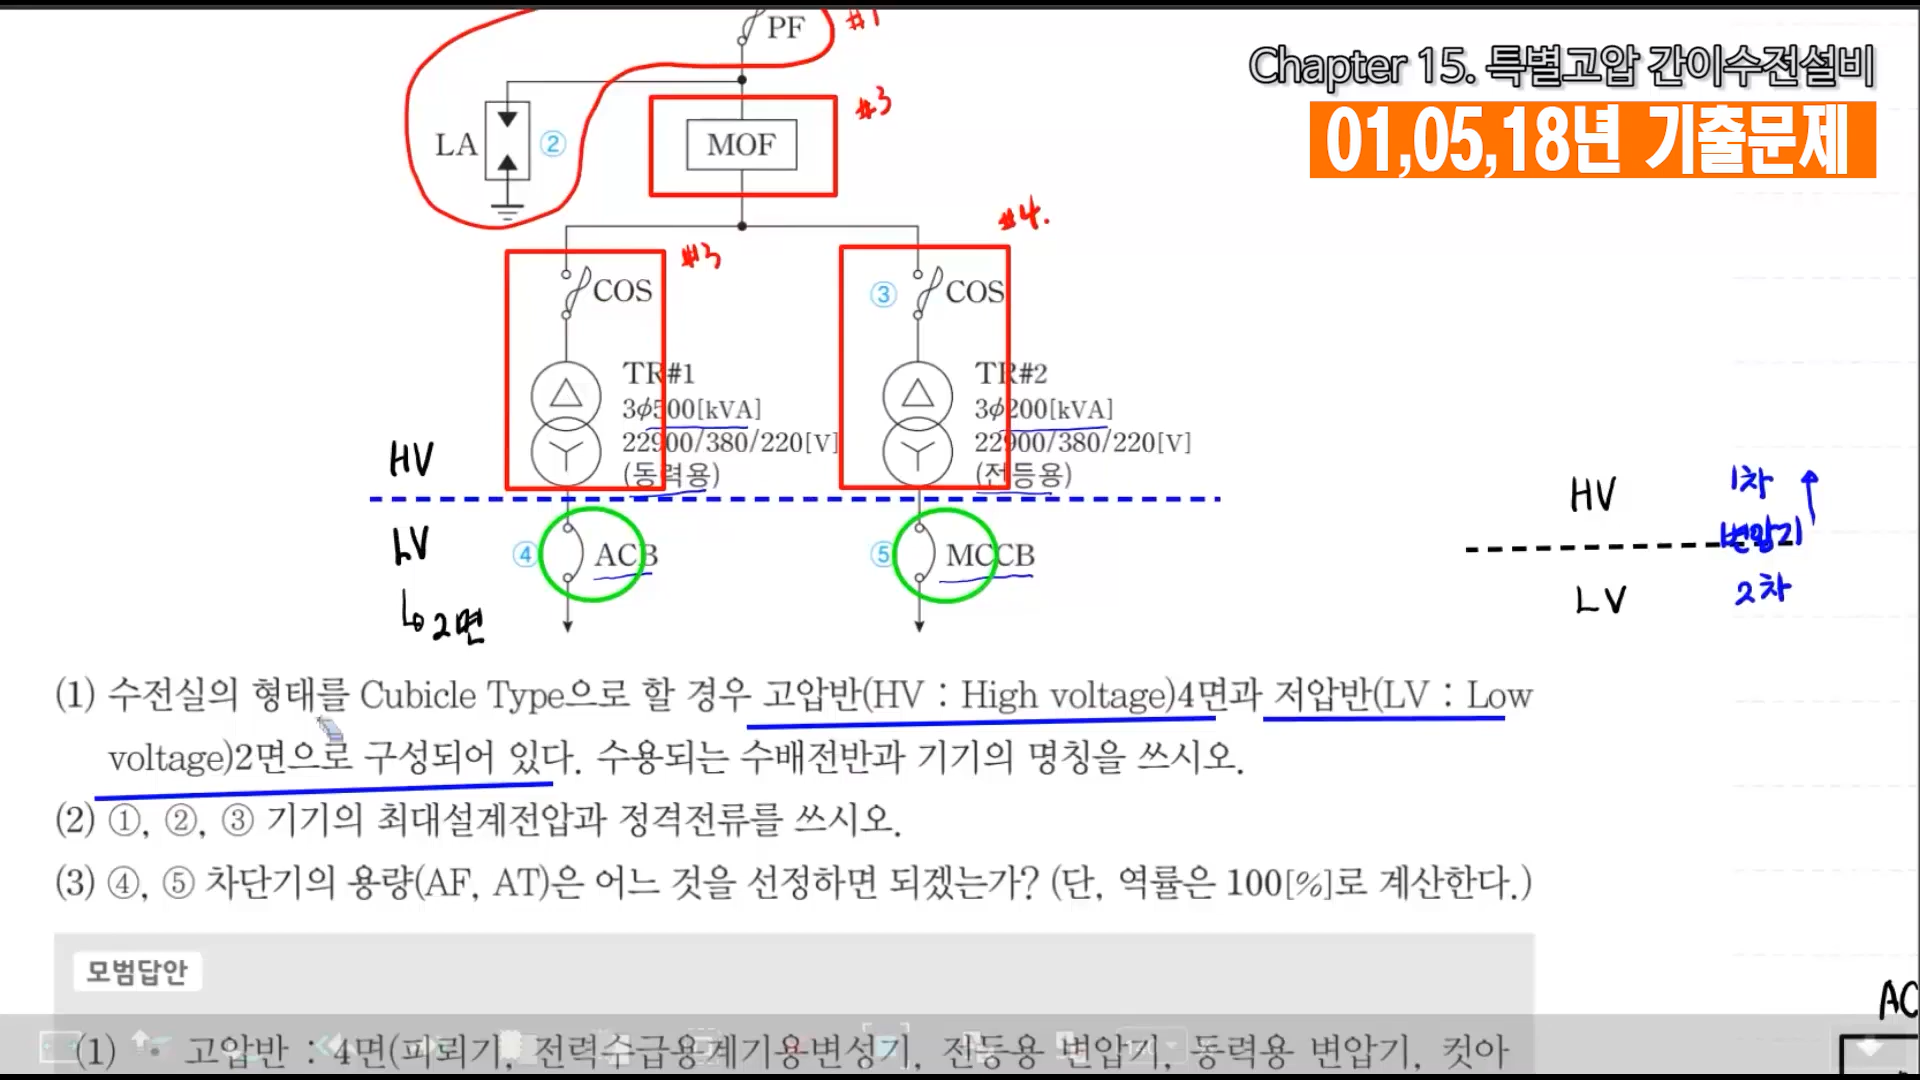 PF
#1
Chapter 15. 특별고압 간이수전설비
01,05,18년 기출문제
LA ②
MOF
#3
#4.
#3
COS
③ COS
TR#1
3ϕ500[kVA]
22900/380/220[V]
(동력용)
TR#2
3ϕ200[kVA]
22900/380/220[V]
(전등용)
HV
LV
↳2면
④ ACB
⑤ MCCB
HV
LV
1차
변압기
2차
(1) 수전실의 형태를 Cubicle Type으로 할 경우 고압반(HV : High voltage)4면과 저압반(LV : Low
voltage)2면으로 구성되어 있다. 수용되는 수배전반과 기기의 명칭을 쓰시오.
(2) ①, ②, ③ 기기의 최대설계전압과 정격전류를 쓰시오.
(3) ④, ⑤ 차단기의 용량(AF, AT)은 어느 것을 선정하면 되겠는가? (단, 역률은 100[%]로 계산한다.)
모범답안
AC
(1) • 고압반 : 4면(피뢰기, 전력수급용계기용변성기, 전등용 변압기, 동력용 변압기, 컷아